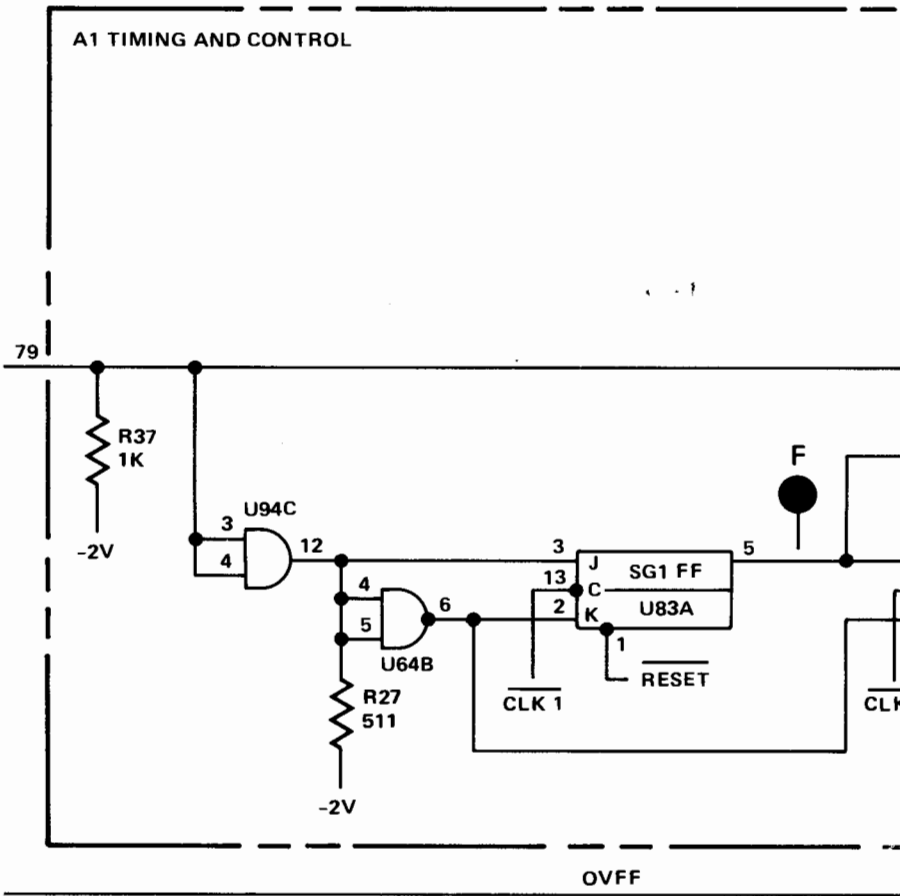 A1 TIMING AND CONTROL
79
R37
1K
-2V
U94C
3
4
12
4
5
6
U64B
R27
511
-2V
F
3
J
SG1 FF
5
13
C
2
K
U83A
1
CLK 1
RESET
CLK
OVFF